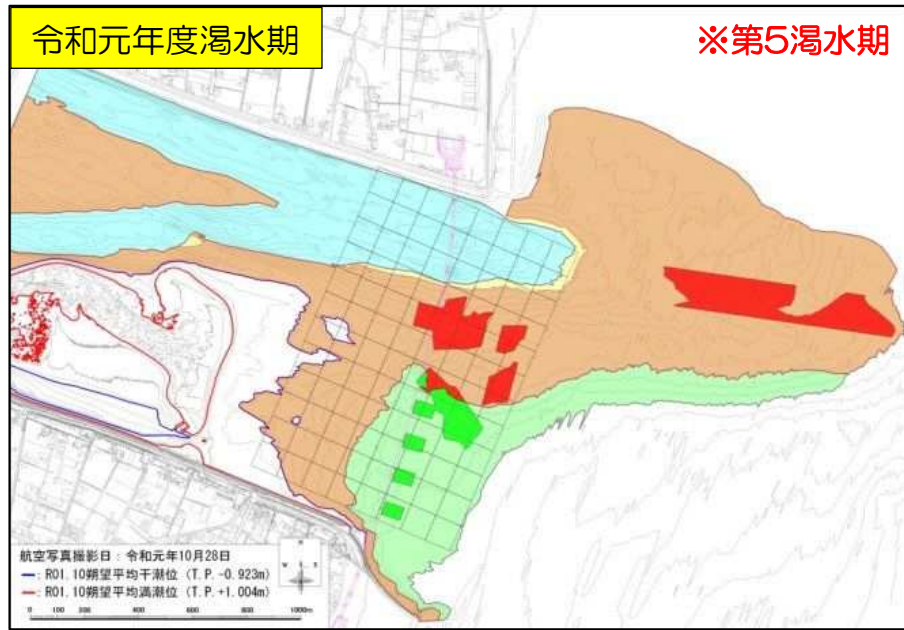 令和元年度渇水期
※第5渇水期
航空写真撮影日：令和元年10月28日
―：R01.10朔望平均干潮位（T.P.-0.923m）
―：R01.10朔望平均満潮位（T.P.+1.004m）
0 100 200 400 600 800 1000m